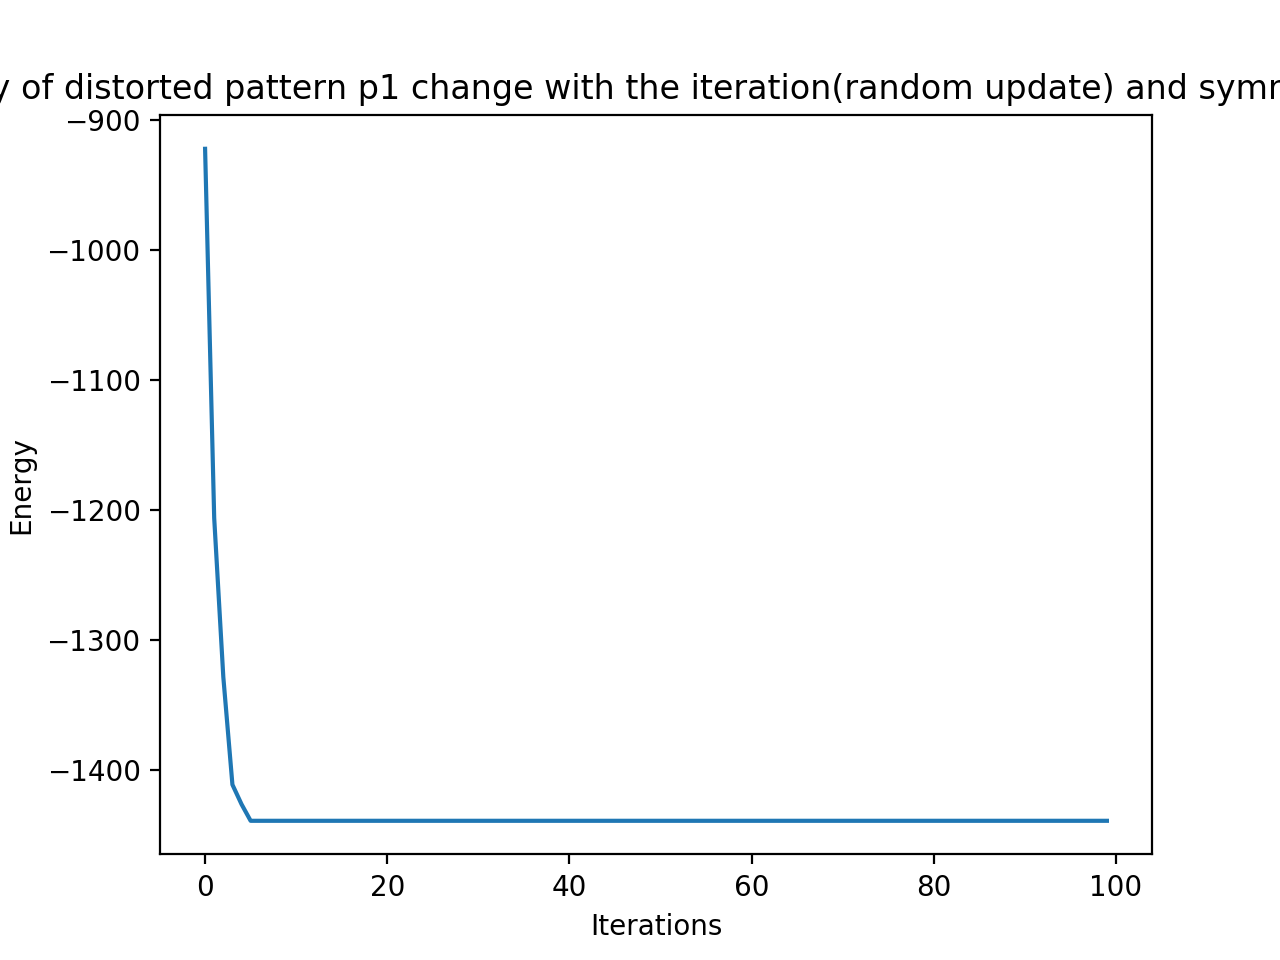 of distorted pattern p1 change with the iteration(random update) and
−900
−1000
−1100
−1200
−1300
−1400
Energy
0 20 40 60 80 100
Iterations